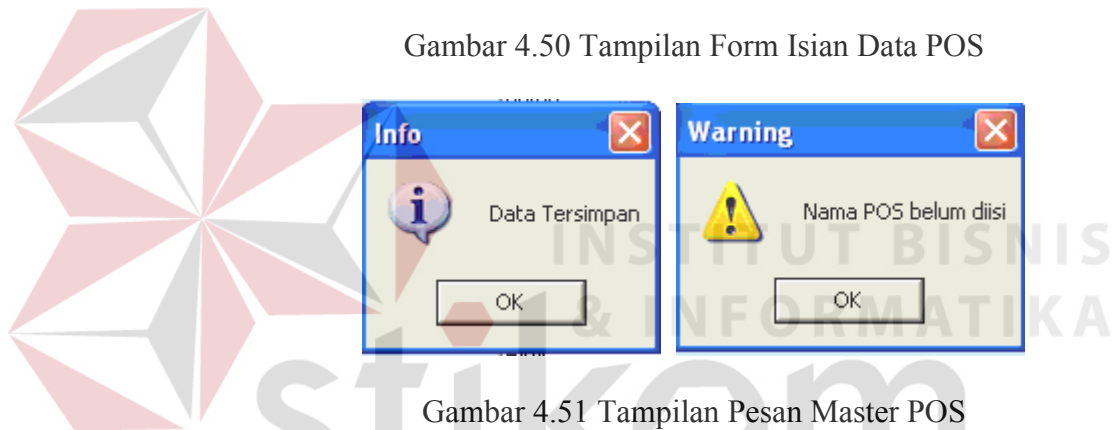 Gambar 4.50 Tampilan Form Isian Data POS
Info
Data Tersimpan
OK
Warning
Nama POS belum diisi
OK
INSTITUT BISNIS
& INFORMATIKA
stikom
Gambar 4.51 Tampilan Pesan Master POS